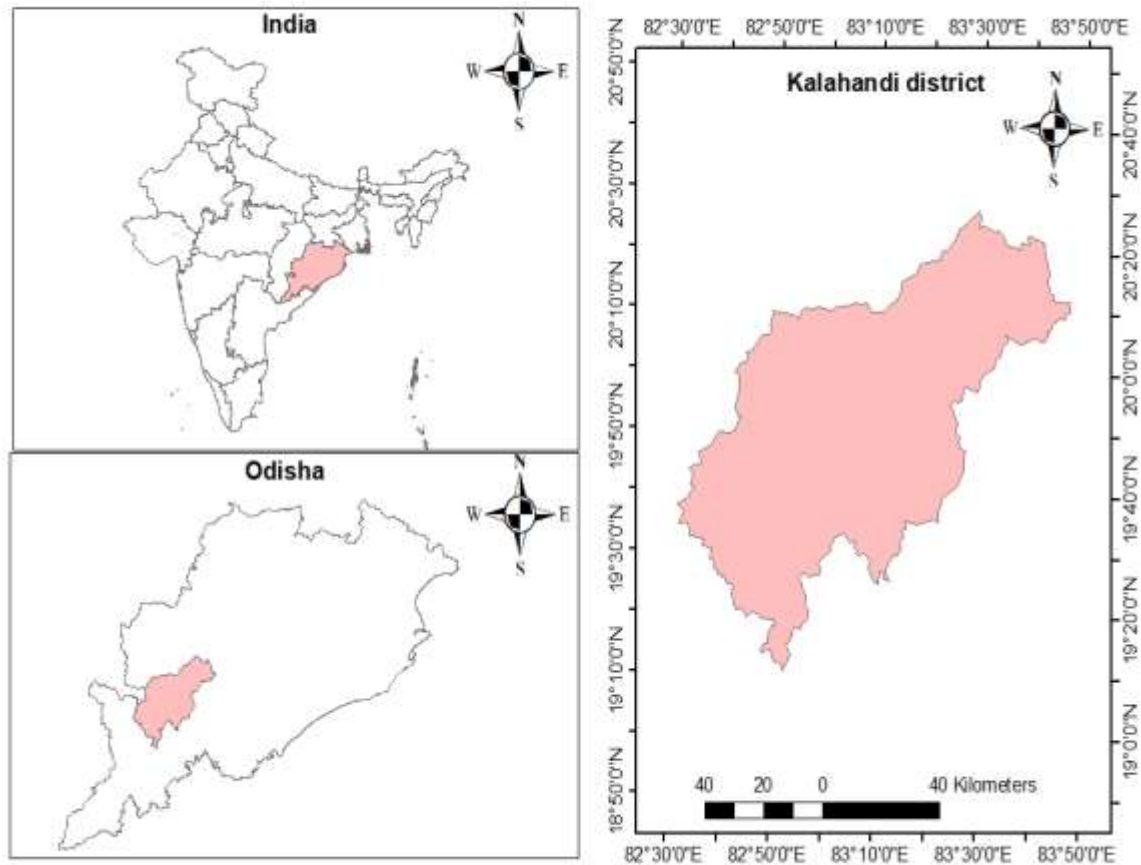 India
N
W E
S
Odisha
N
W E
S
82°30'0"E 82°50'0"E 83°10'0"E 83°30'0"E 83°50'0"E
Kalahandi district
N
W E
S
20°50'0"N
20°30'0"N
20°10'0"N
19°50'0"N
19°30'0"N
19°10'0"N
18°50'0"N
20°40'0"N
20°20'0"N
20°0'0"N
19°40'0"N
19°20'0"N
19°0'0"N
40 20 0 40 Kilometers
82°30'0"E 82°50'0"E 83°10'0"E 83°30'0"E 83°50'0"E